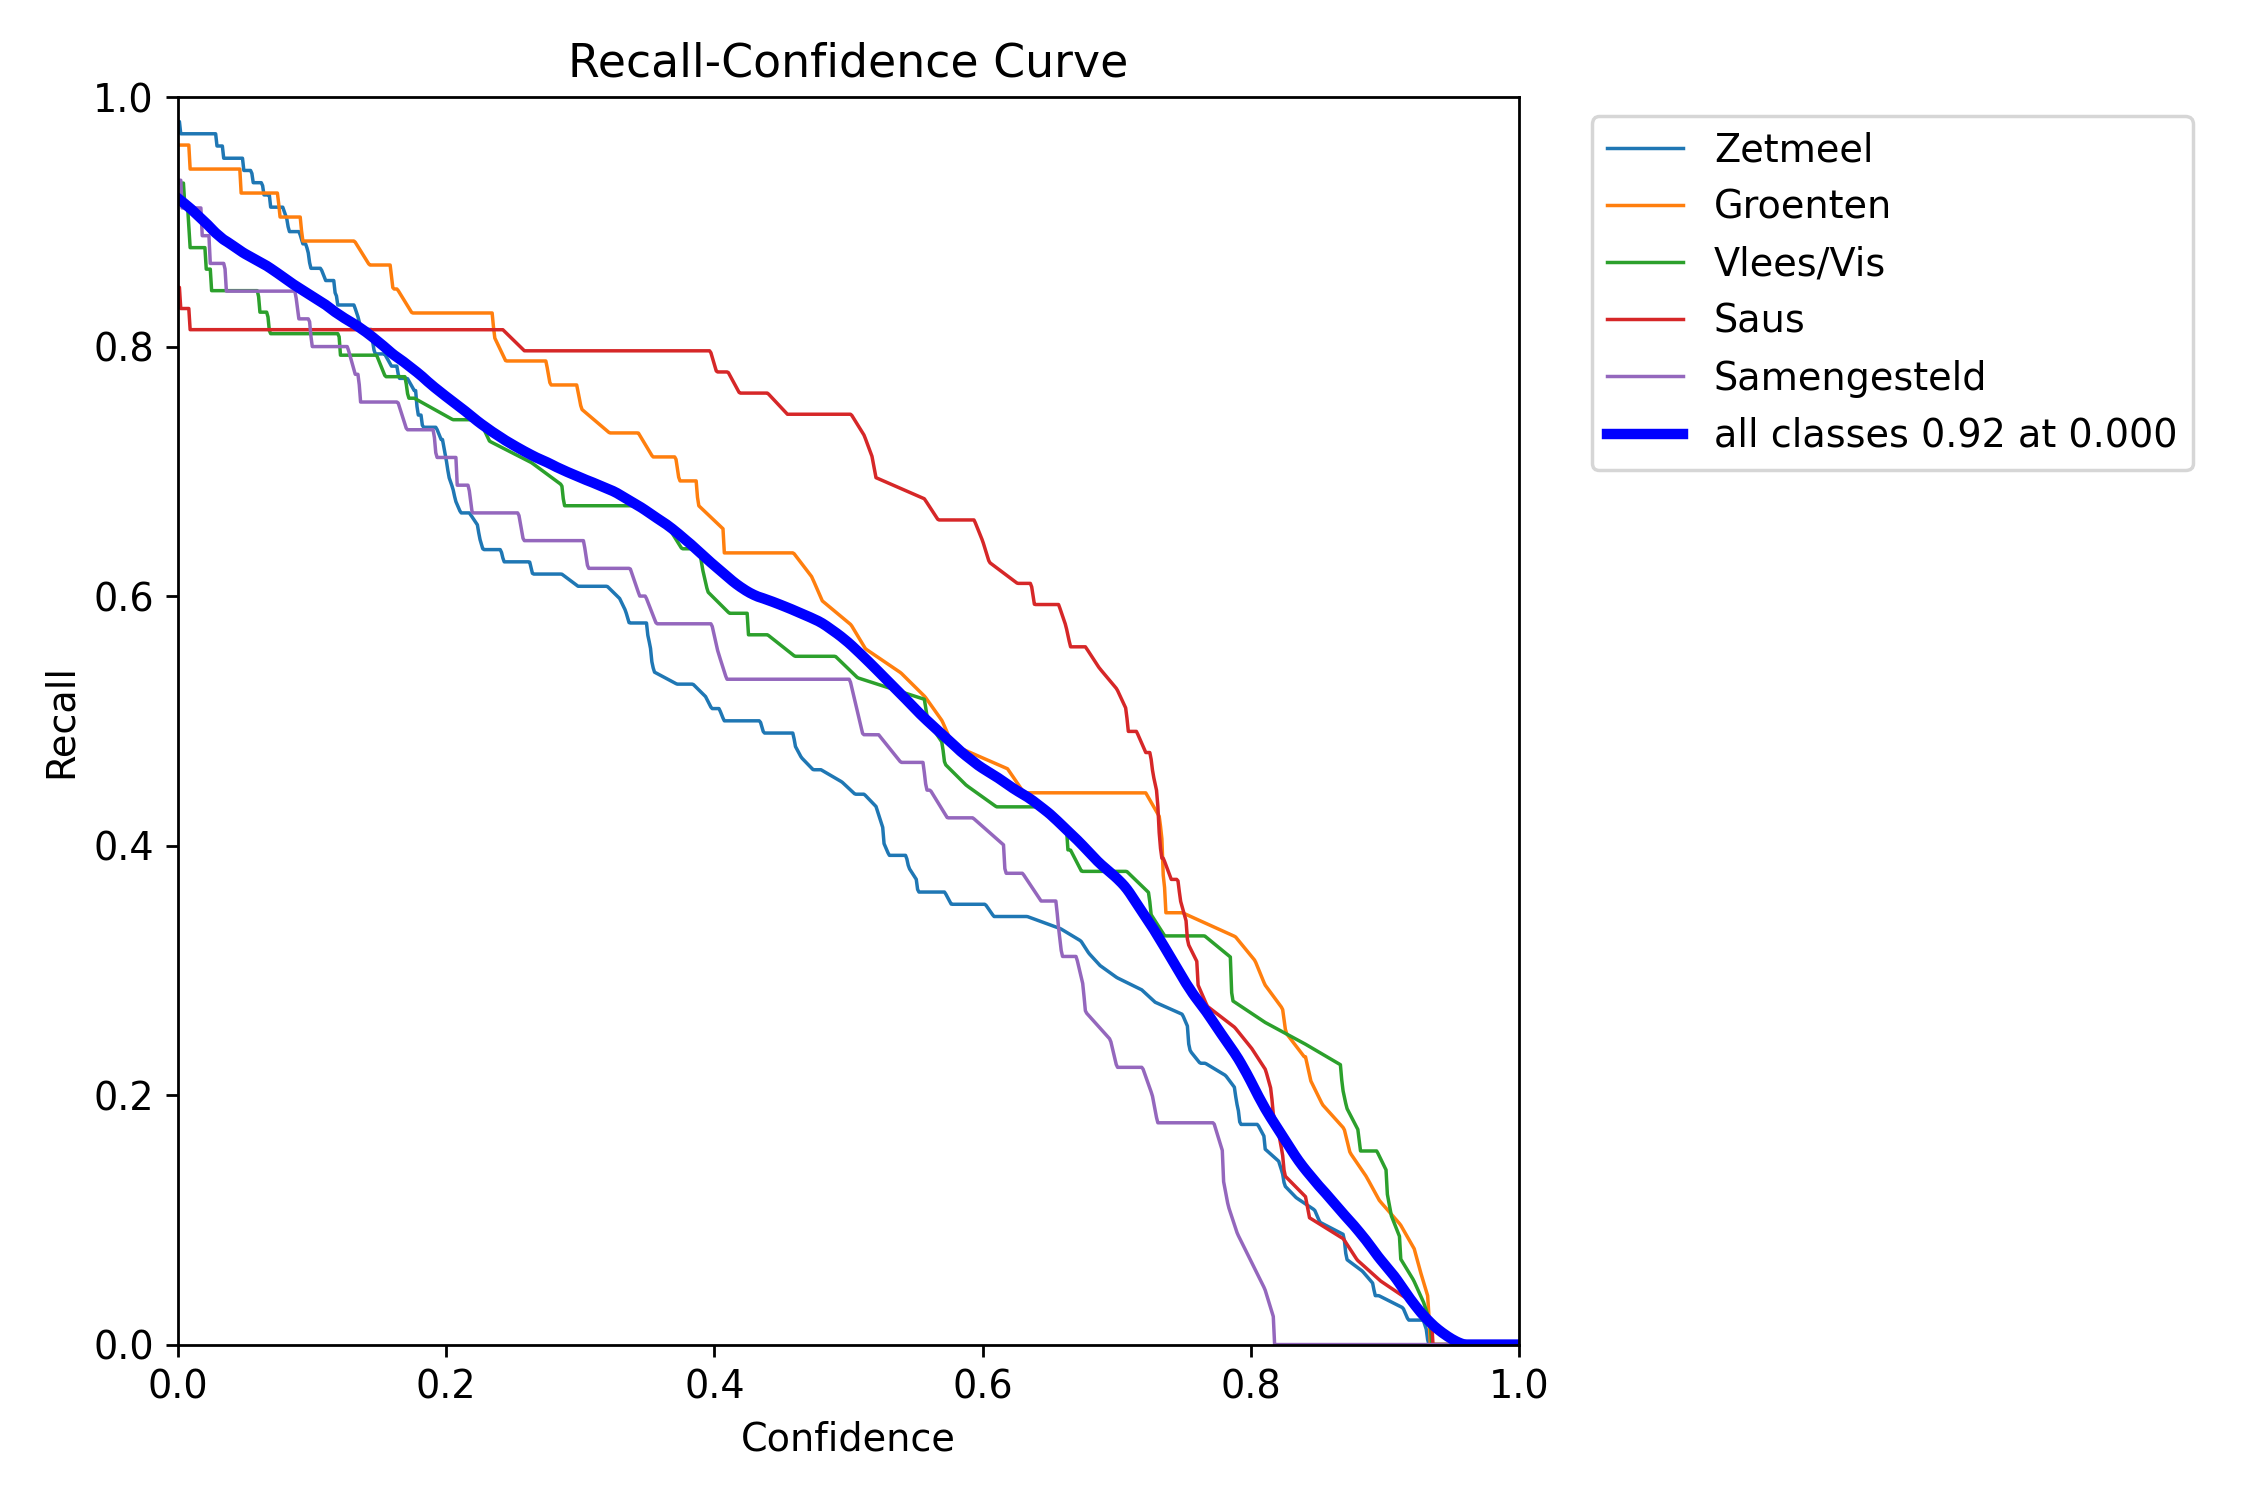 Recall-Confidence Curve
1.0
0.8
0.6
0.4
0.2
0.0
Recall
0.0 0.2 0.4 0.6 0.8 1.0
Confidence
Zetmeel
Groenten
Vlees/Vis
Saus
Samengesteld
all classes 0.92 at 0.000